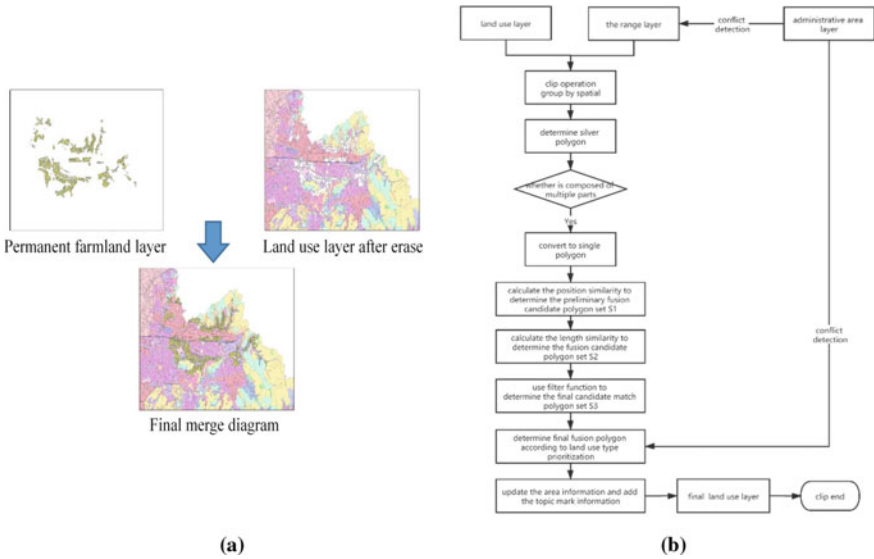 Permanent farmland layer
Land use layer after erase
Final merge diagram
(a)
land use layer
the range layer
conflict
detection
administrative area
layer
clip operation
group by spatial
determine silver
polygon
whether is composed of
multiple parts
Yes
convert to single
polygon
calculate the position similarity to
determine the preliminary fusion
candidate polygon set S1
calculate the length similarity to
determine the fusion candidate
polygon set S2
use filter function to
determine the final candidate match
polygon set S3
conflict
detection
determine final fusion polygon
according to land use type
prioritization
update the area information and add
the topic mark information
final land use layer
clip end
(b)